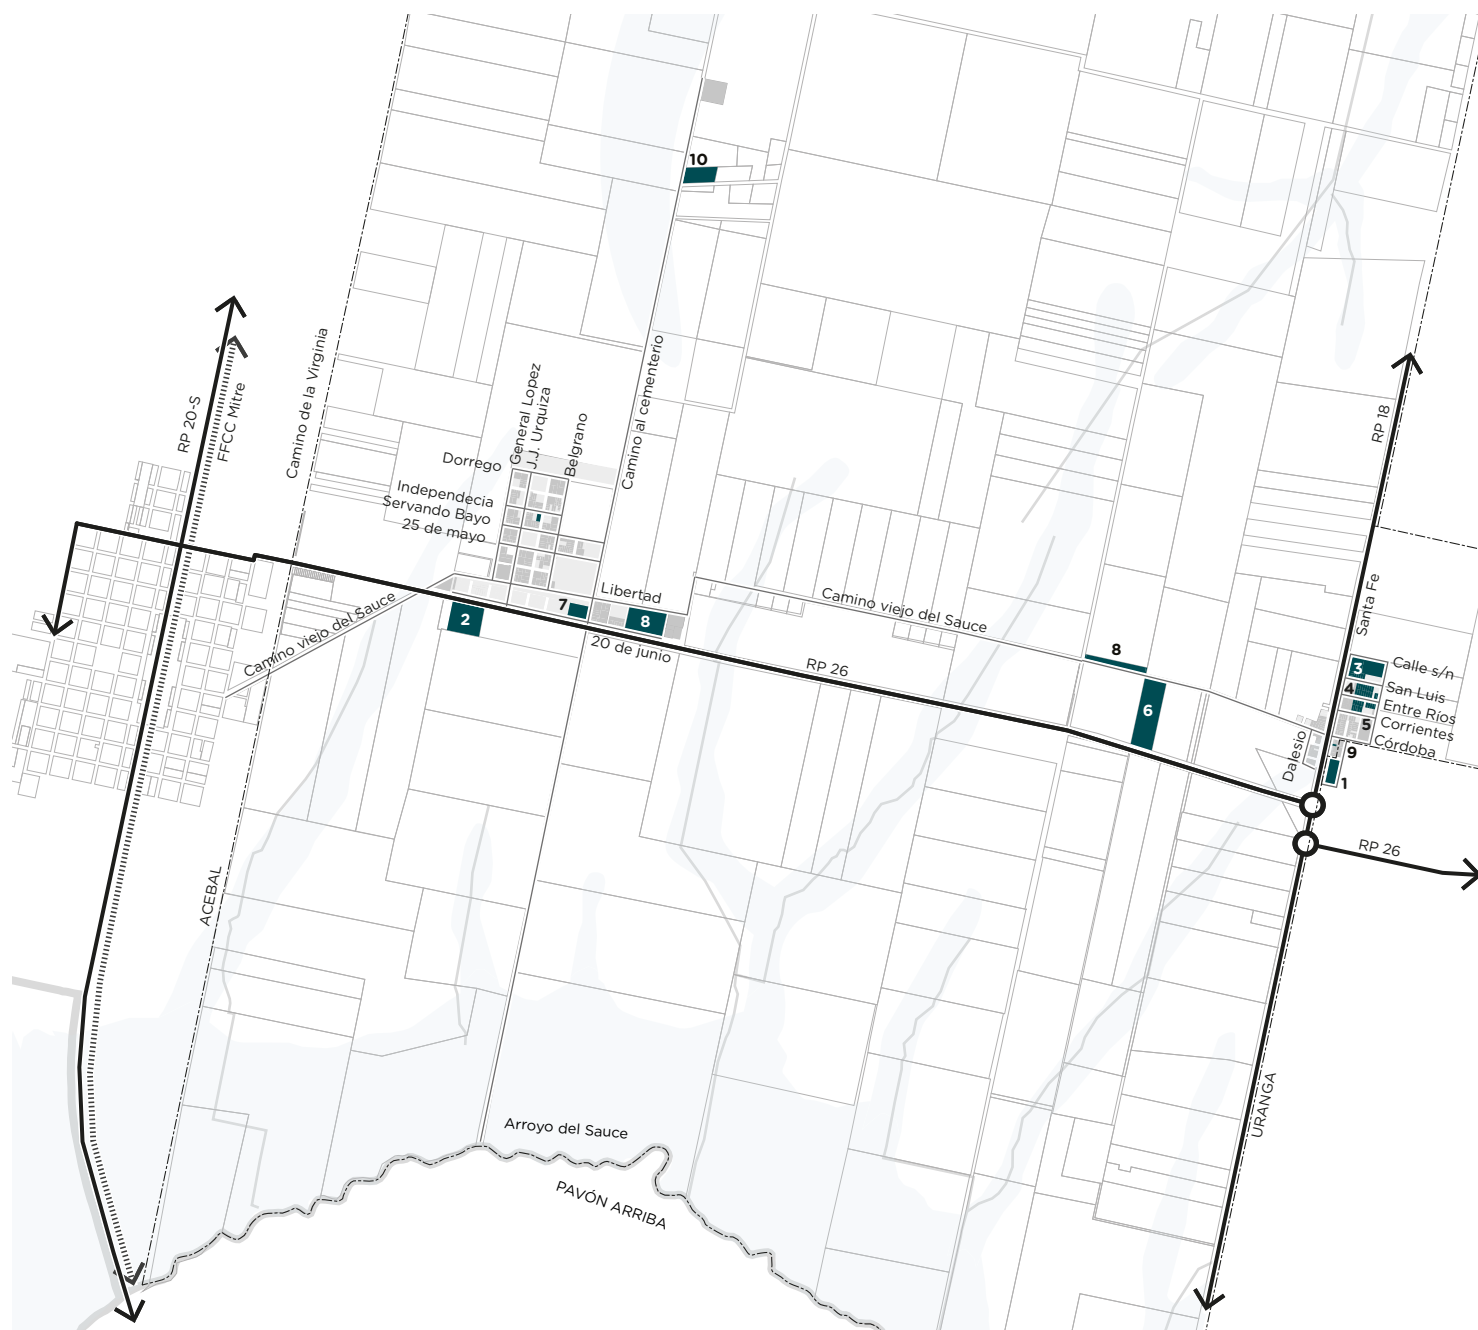 10
RP 20-S
FFCC Mitre
Camino de la Virginia
General Lopez
J.J. Urquiza
Belgrano
Camino al cementerio
Dorrego
Independecia
Servando Bayo
25 de mayo
RP 18
Santa Fe
Libertad
7
8
2
20 de junio
Camino viejo del Sauce
Camino viejo del Sauce
RP 26
8
6
3
Calle s/n
4
San Luis
Entre Ríos
5
Corrientes
Córdoba
9
Dalesio
1
RP 26
ACEBAL
URANGA
Arroyo del Sauce
PAVÓN ARRIBA